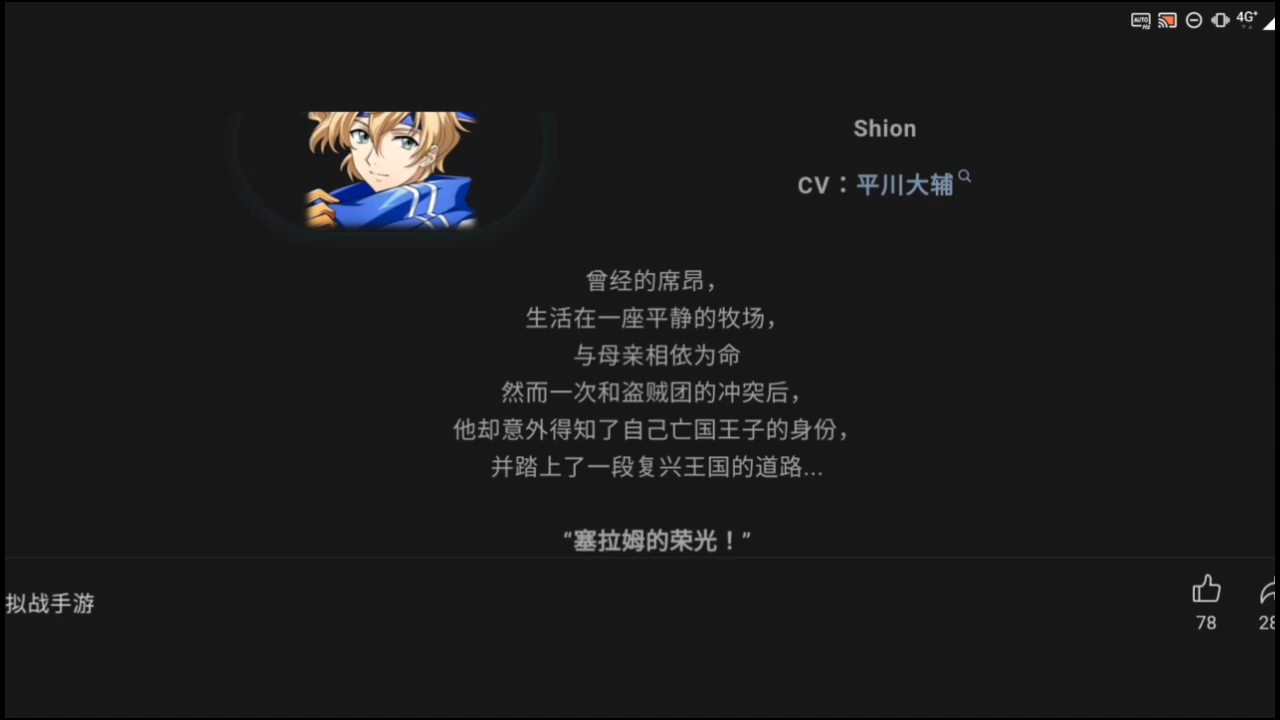 AUTO Hz
4G+
Shion
CV：平川大辅
曾经的席昂，
生活在一座平静的牧场，
与母亲相依为命
然而一次和盗贼团的冲突后，
他却意外得知了自己亡国王子的身份，
并踏上了一段复兴王国的道路...
“塞拉姆的荣光！”
拟战手游
78
28